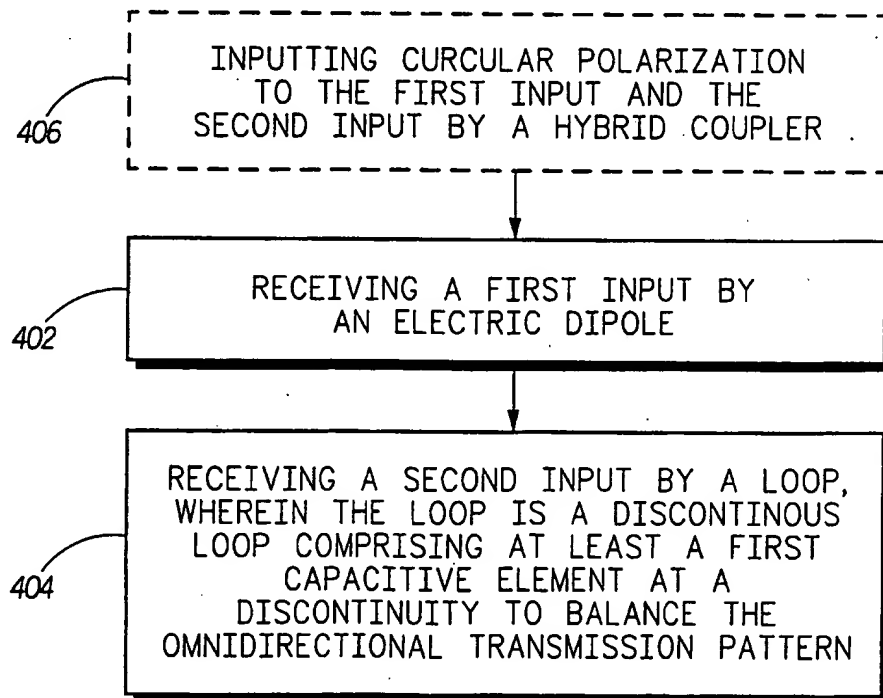 INPUTTING CURCULAR POLARIZATION
TO THE FIRST INPUT AND THE
SECOND INPUT BY A HYBRID COUPLER
406
RECEIVING A FIRST INPUT BY
AN ELECTRIC DIPOLE
402
RECEIVING A SECOND INPUT BY A LOOP,
WHEREIN THE LOOP IS A DISCONTINOUS
LOOP COMPRISING AT LEAST A FIRST
CAPACITIVE ELEMENT AT A
DISCONTINUITY TO BALANCE THE
OMNIDIRECTIONAL TRANSMISSION PATTERN
404